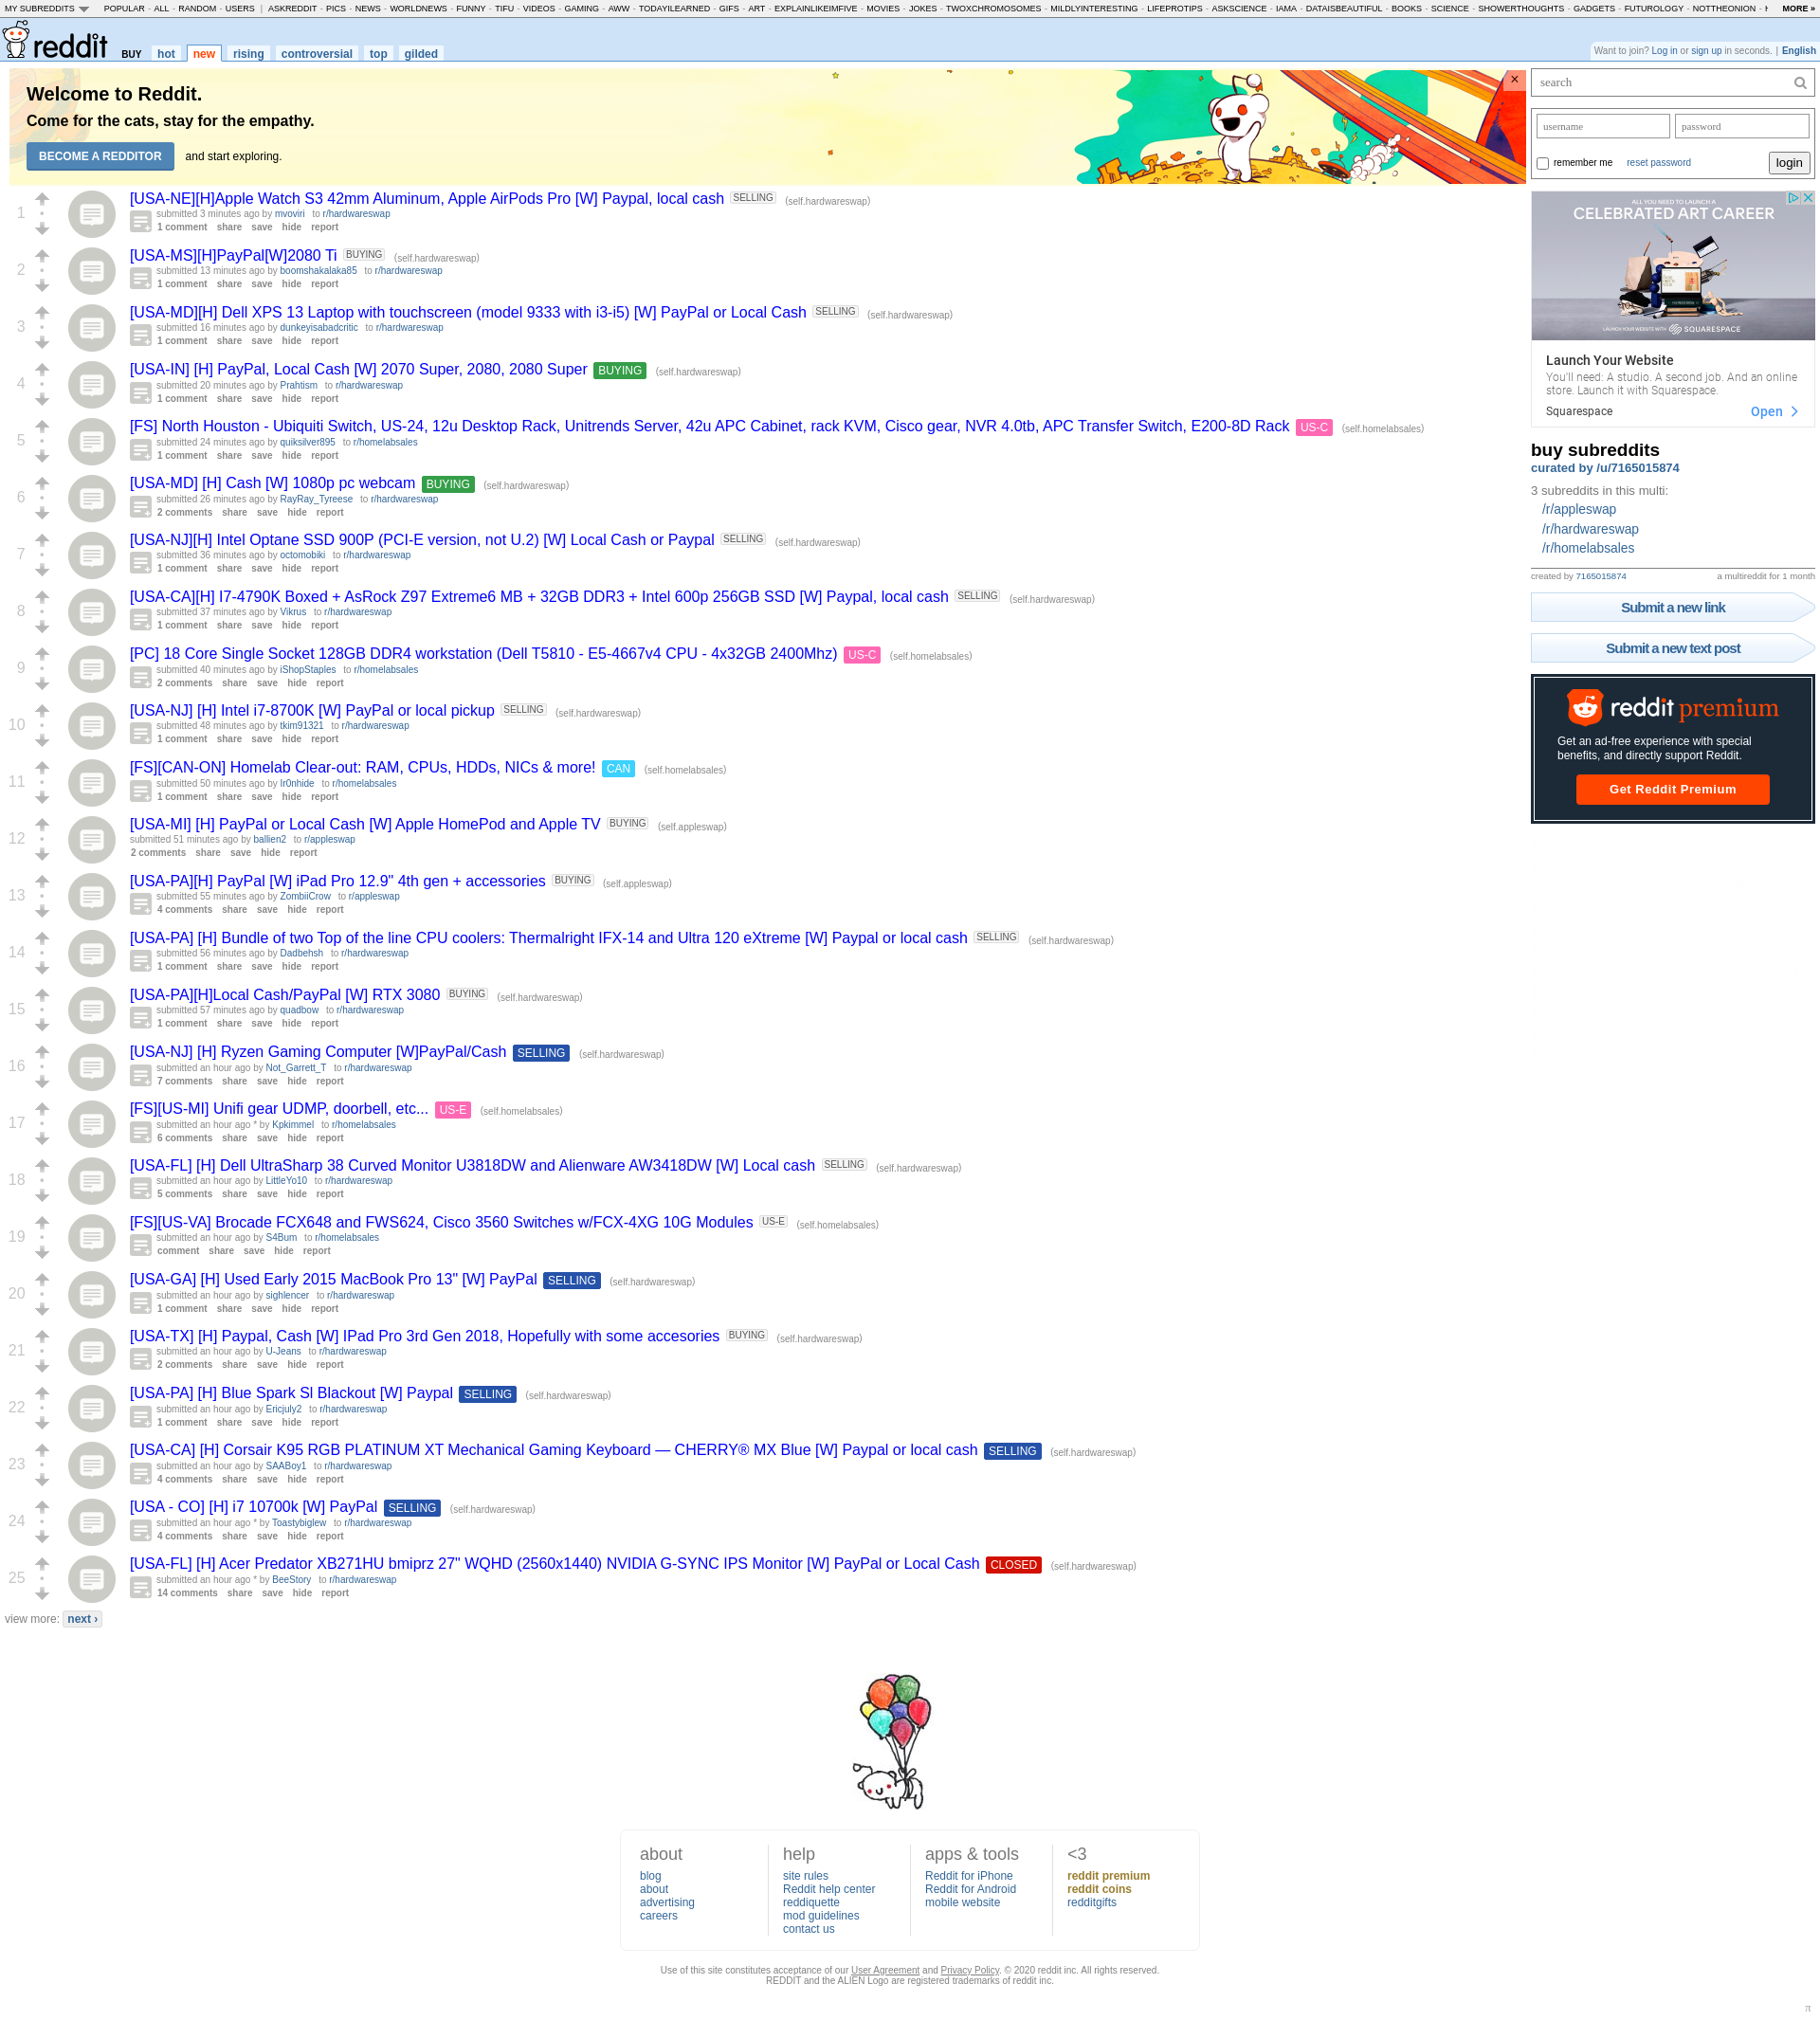 MY SUBREDDITS POPULAR - ALL - RANDOM - USERS | ASKREDDIT - PICS - NEWS - WORLDNEWS - FUNNY - TIFU - VIDEOS - GAMING - AWW - TODAYILEARNED - GIFS - ART - EXPLAINLIKEIMFIVE - MOVIES - JOKES - TWOXCHROMOSOMES - MILDLYINTERESTING - LIFEPROTIPS - ASKSCIENCE - IAMA - DATAISBEAUTIFUL - BOOKS - SCIENCE - SHOWERTHOUGHTS - GADGETS - FUTUROLOGY - NOTTHEONION - MORE »
reddit BUY hot new rising controversial top gilded
Want to join? Log in or sign up in seconds. | English
Welcome to Reddit.
Come for the cats, stay for the empathy.
BECOME A REDDITOR and start exploring.
×
1
[USA-NE][H]Apple Watch S3 42mm Aluminum, Apple AirPods Pro [W] Paypal, local cash SELLING (self.hardwareswap)
submitted 3 minutes ago by mvoviri to r/hardwareswap
1 comment share save hide report
2
[USA-MS][H]PayPal[W]2080 Ti BUYING (self.hardwareswap)
submitted 13 minutes ago by boomshakalaka85 to r/hardwareswap
1 comment share save hide report
3
[USA-MD][H] Dell XPS 13 Laptop with touchscreen (model 9333 with i3-i5) [W] PayPal or Local Cash SELLING (self.hardwareswap)
submitted 16 minutes ago by dunkeyisabadcritic to r/hardwareswap
1 comment share save hide report
4
[USA-IN] [H] PayPal, Local Cash [W] 2070 Super, 2080, 2080 Super BUYING (self.hardwareswap)
submitted 20 minutes ago by Prahtism to r/hardwareswap
1 comment share save hide report
5
[FS] North Houston - Ubiquiti Switch, US-24, 12u Desktop Rack, Unitrends Server, 42u APC Cabinet, rack KVM, Cisco gear, NVR 4.0tb, APC Transfer Switch, E200-8D Rack US-C (self.homelabsales)
submitted 24 minutes ago by quiksilver895 to r/homelabsales
1 comment share save hide report
6
[USA-MD] [H] Cash [W] 1080p pc webcam BUYING (self.hardwareswap)
submitted 26 minutes ago by RayRay_Tyreese to r/hardwareswap
2 comments share save hide report
7
[USA-NJ][H] Intel Optane SSD 900P (PCI-E version, not U.2) [W] Local Cash or Paypal SELLING (self.hardwareswap)
submitted 36 minutes ago by octomobiki to r/hardwareswap
1 comment share save hide report
8
[USA-CA][H] I7-4790K Boxed + AsRock Z97 Extreme6 MB + 32GB DDR3 + Intel 600p 256GB SSD [W] Paypal, local cash SELLING (self.hardwareswap)
submitted 37 minutes ago by Vikrus to r/hardwareswap
1 comment share save hide report
9
[PC] 18 Core Single Socket 128GB DDR4 workstation (Dell T5810 - E5-4667v4 CPU - 4x32GB 2400Mhz) US-C (self.homelabsales)
submitted 40 minutes ago by iShopStaples to r/homelabsales
2 comments share save hide report
10
[USA-NJ] [H] Intel i7-8700K [W] PayPal or local pickup SELLING (self.hardwareswap)
submitted 48 minutes ago by tkim91321 to r/hardwareswap
1 comment share save hide report
11
[FS][CAN-ON] Homelab Clear-out: RAM, CPUs, HDDs, NICs & more! CAN (self.homelabsales)
submitted 50 minutes ago by Ir0nhide to r/homelabsales
1 comment share save hide report
12
[USA-MI] [H] PayPal or Local Cash [W] Apple HomePod and Apple TV BUYING (self.appleswap)
submitted 51 minutes ago by ballien2 to r/appleswap
2 comments share save hide report
13
[USA-PA][H] PayPal [W] iPad Pro 12.9" 4th gen + accessories BUYING (self.appleswap)
submitted 55 minutes ago by ZombiiCrow to r/appleswap
4 comments share save hide report
14
[USA-PA] [H] Bundle of two Top of the line CPU coolers: Thermalright IFX-14 and Ultra 120 eXtreme [W] Paypal or local cash SELLING (self.hardwareswap)
submitted 56 minutes ago by Dadbehsh to r/hardwareswap
1 comment share save hide report
15
[USA-PA][H]Local Cash/PayPal [W] RTX 3080 BUYING (self.hardwareswap)
submitted 57 minutes ago by quadbow to r/hardwareswap
1 comment share save hide report
16
[USA-NJ] [H] Ryzen Gaming Computer [W]PayPal/Cash SELLING (self.hardwareswap)
submitted an hour ago by Not_Garrett_T to r/hardwareswap
7 comments share save hide report
17
[FS][US-MI] Unifi gear UDMP, doorbell, etc... US-E (self.homelabsales)
submitted an hour ago * by Kpkimmel to r/homelabsales
6 comments share save hide report
18
[USA-FL] [H] Dell UltraSharp 38 Curved Monitor U3818DW and Alienware AW3418DW [W] Local cash SELLING (self.hardwareswap)
submitted an hour ago by LittleYo10 to r/hardwareswap
5 comments share save hide report
19
[FS][US-VA] Brocade FCX648 and FWS624, Cisco 3560 Switches w/FCX-4XG 10G Modules US-E (self.homelabsales)
submitted an hour ago by S4Bum to r/homelabsales
comment share save hide report
20
[USA-GA] [H] Used Early 2015 MacBook Pro 13" [W] PayPal SELLING (self.hardwareswap)
submitted an hour ago by sighlencer to r/hardwareswap
1 comment share save hide report
21
[USA-TX] [H] Paypal, Cash [W] IPad Pro 3rd Gen 2018, Hopefully with some accesories BUYING (self.hardwareswap)
submitted an hour ago by U-Jeans to r/hardwareswap
2 comments share save hide report
22
[USA-PA] [H] Blue Spark Sl Blackout [W] Paypal SELLING (self.hardwareswap)
submitted an hour ago by Ericjuly2 to r/hardwareswap
1 comment share save hide report
23
[USA-CA] [H] Corsair K95 RGB PLATINUM XT Mechanical Gaming Keyboard — CHERRY® MX Blue [W] Paypal or local cash SELLING (self.hardwareswap)
submitted an hour ago by SAABoy1 to r/hardwareswap
4 comments share save hide report
24
[USA - CO] [H] i7 10700k [W] PayPal SELLING (self.hardwareswap)
submitted an hour ago * by Toastybiglew to r/hardwareswap
4 comments share save hide report
25
[USA-FL] [H] Acer Predator XB271HU bmiprz 27" WQHD (2560x1440) NVIDIA G-SYNC IPS Monitor [W] PayPal or Local Cash CLOSED (self.hardwareswap)
submitted an hour ago * by BeeStory to r/hardwareswap
14 comments share save hide report
view more: next ›
search
username password
remember me reset password login
ALL YOU NEED TO LAUNCH A
CELEBRATED ART CAREER
LAUNCH YOUR WEBSITE WITH SQUARESPACE
Launch Your Website
You'll need: A studio. A second job. And an online
store. Launch it with Squarespace.
Squarespace Open
buy subreddits
curated by /u/7165015874
3 subreddits in this multi:
/r/appleswap
/r/hardwareswap
/r/homelabsales
created by 7165015874 a multireddit for 1 month
Submit a new link
Submit a new text post
reddit premium
Get an ad-free experience with special
benefits, and directly support Reddit.
Get Reddit Premium
about
blog
about
advertising
careers
help
site rules
Reddit help center
reddiquette
mod guidelines
contact us
apps & tools
Reddit for iPhone
Reddit for Android
mobile website
<3
reddit premium
reddit coins
redditgifts
Use of this site constitutes acceptance of our User Agreement and Privacy Policy. © 2020 reddit inc. All rights reserved.
REDDIT and the ALIEN Logo are registered trademarks of reddit inc.
π